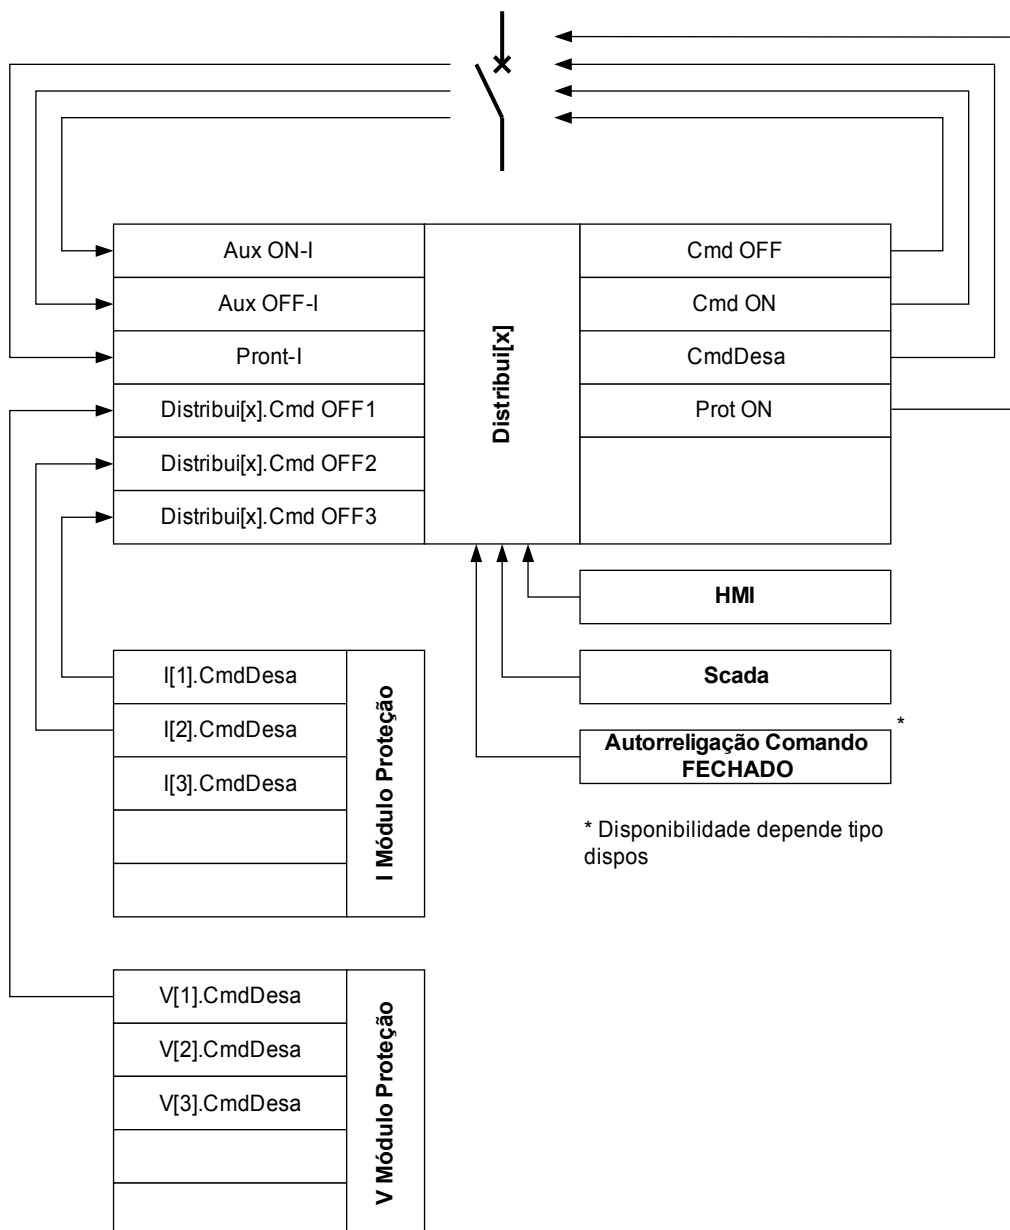 Aux ON-I
Aux OFF-I
Pront-I
Distribui[x].Cmd OFF1
Distribui[x].Cmd OFF2
Distribui[x].Cmd OFF3
Distribui[x]
Cmd OFF
Cmd ON
CmdDesa
Prot ON
HMI
Scada
*
Autorreligação Comando
FECHADO
* Disponibilidade depende tipo
dispos
I[1].CmdDesa
I[2].CmdDesa
I[3].CmdDesa
I Módulo Proteção
V[1].CmdDesa
V[2].CmdDesa
V[3].CmdDesa
V Módulo Proteção